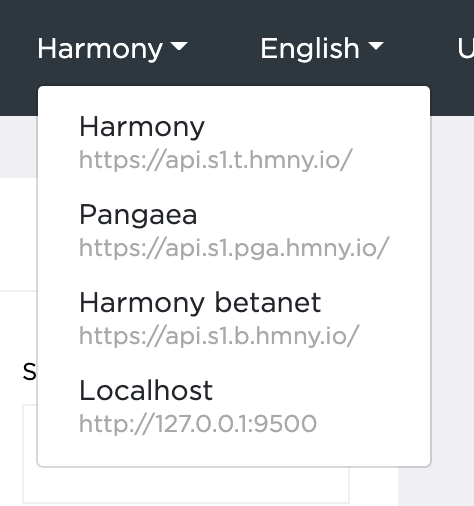 Harmony English U
Harmony
https://api.s1.t.hmny.io/
Pangaea
https://api.s1.pga.hmny.io/
Harmony betanet
https://api.s1.b.hmny.io/
S
Localhost
http://127.0.0.1:9500